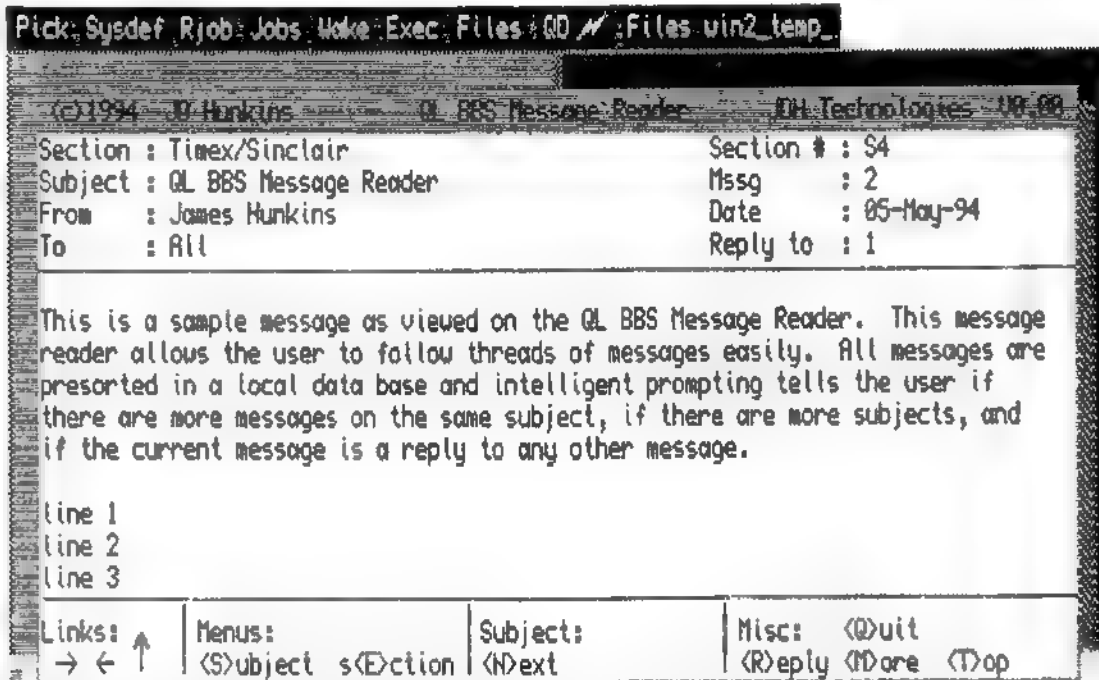 Pick Sysdef Rjob Jobs Wake Exec Files QD Files win2_temp_
(c)1994 JD Hunkins QL BBS Message Reader JDH Technologies V0.00
Section : Timex/Sinclair Section # : S4
Subject : QL BBS Message Reader Mssg : 2
From : James Hunkins Date : 05-May-94
To : All Reply to : 1
This is a sample message as viewed on the QL BBS Message Reader. This message
reader allows the user to follow threads of messages easily. All messages are
presorted in a local data base and intelligent prompting tells the user if
there are more messages on the same subject, if there are more subjects, and
if the current message is a reply to any other message.
line 1
line 2
line 3
Links: ↑ Menus: Subject: Misc: <Q>uit
→ ← <S>ubject s<E>ction <N>ext <R>eply <M>ore <T>op